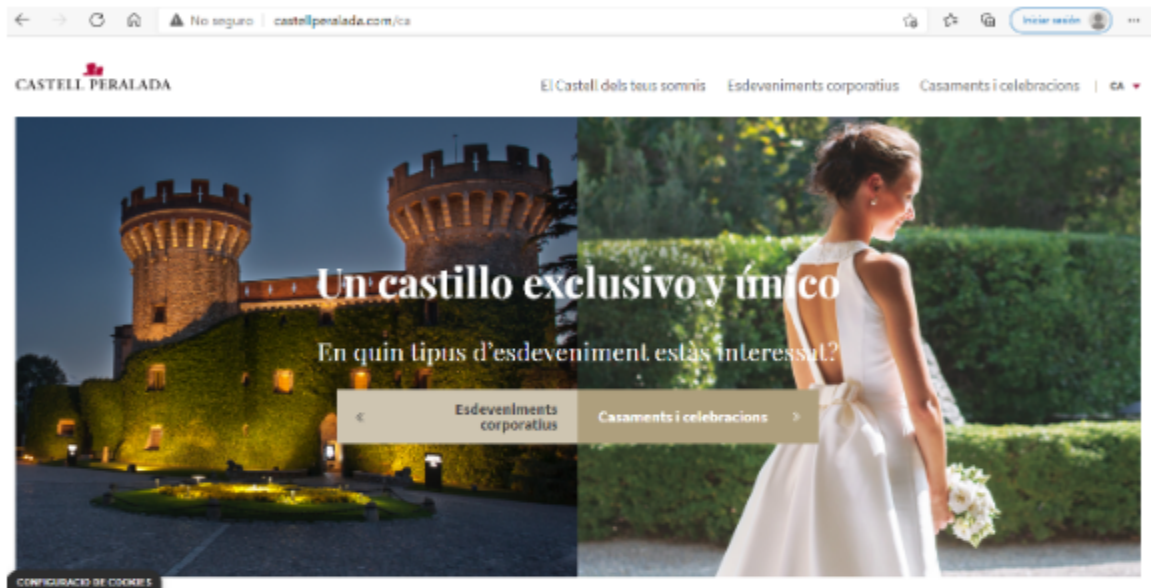 No seguro | castellperalada.com/ca
Iniciar sesión
CASTELL PERALADA
El Castell dels teus somnis Esdeveniments corporatius Casaments i celebracions | CA
Un castillo exclusivo y único
En quin tipus d'esdeveniment estàs interessat?
« Esdeveniments
corporatius
Casaments i celebracions »
CONFIGURACIÓ DE COOKIES